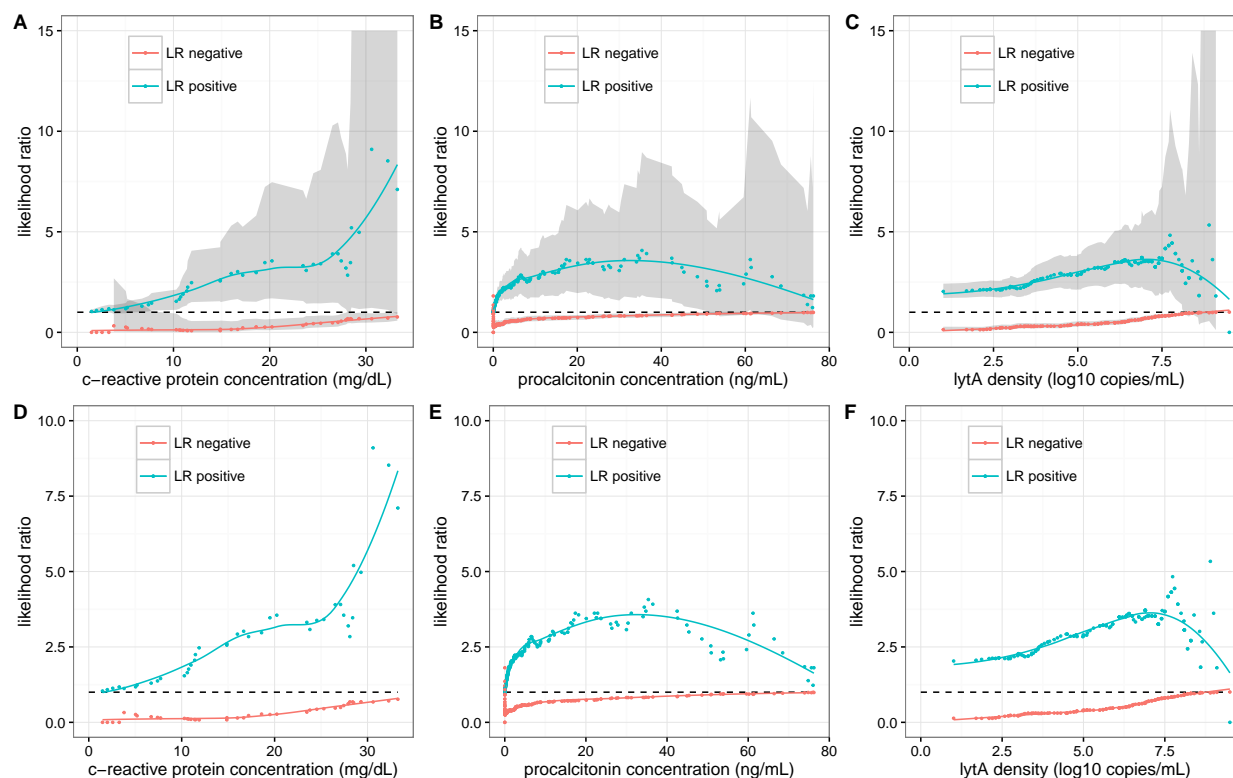 A
15
10
5
0
likelihood ratio
LR negative
LR positive
0
10
20
30
c−reactive protein concentration (mg/dL)
B
15
10
5
0
likelihood ratio
LR negative
LR positive
0
20
40
60
80
procalcitonin concentration (ng/mL)
C
15
10
5
0
likelihood ratio
LR negative
LR positive
0.0
2.5
5.0
7.5
lytA density (log10 copies/mL)
D
10.0
7.5
5.0
2.5
0.0
likelihood ratio
LR negative
LR positive
0
10
20
30
c−reactive protein concentration (mg/dL)
E
10.0
7.5
5.0
2.5
0.0
likelihood ratio
LR negative
LR positive
0
20
40
60
80
procalcitonin concentration (ng/mL)
F
10.0
7.5
5.0
2.5
0.0
likelihood ratio
LR negative
LR positive
0.0
2.5
5.0
7.5
lytA density (log10 copies/mL)